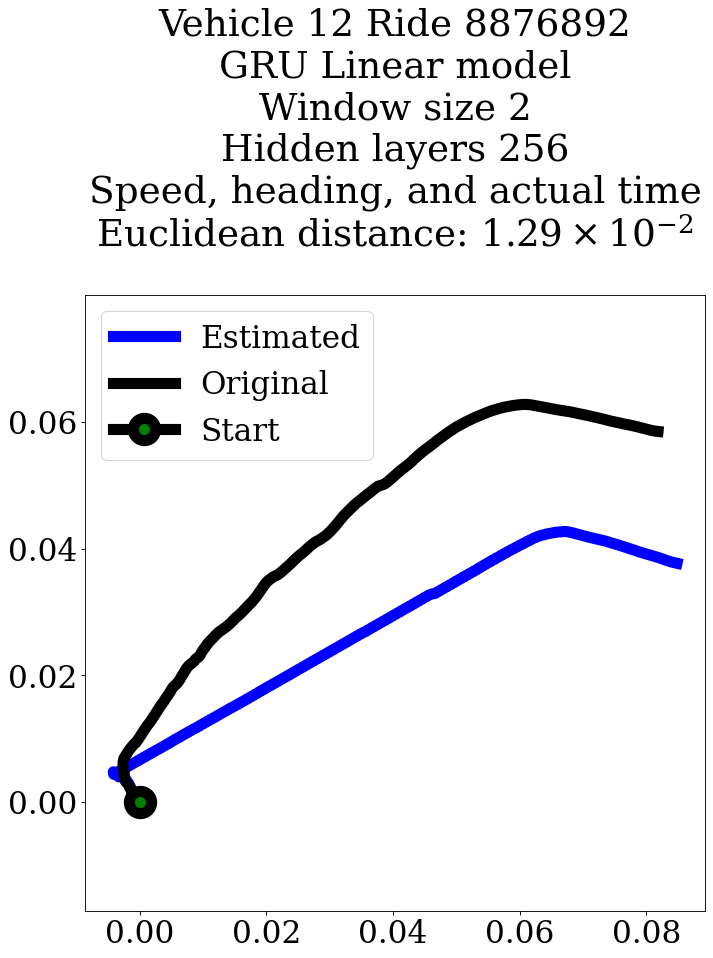 Vehicle 12 Ride 8876892
GRU Linear model
Window size 2
Hidden layers 256
Speed, heading, and actual time
Euclidean distance: 1.29 × 10⁻²
Estimated
Original
Start
0.06
0.04
0.02
0.00
0.00 0.02 0.04 0.06 0.08